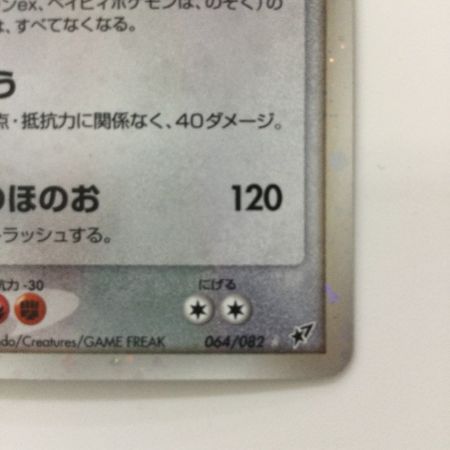 ンex、ベイビィポケモンは、のぞく)の
は、すべてなくなる。
う
点・抵抗力に関係なく、40ダメージ。
のほのお 120
トラッシュする。
抗力 -30 にげる
do/Creatures/GAME FREAK 064/082